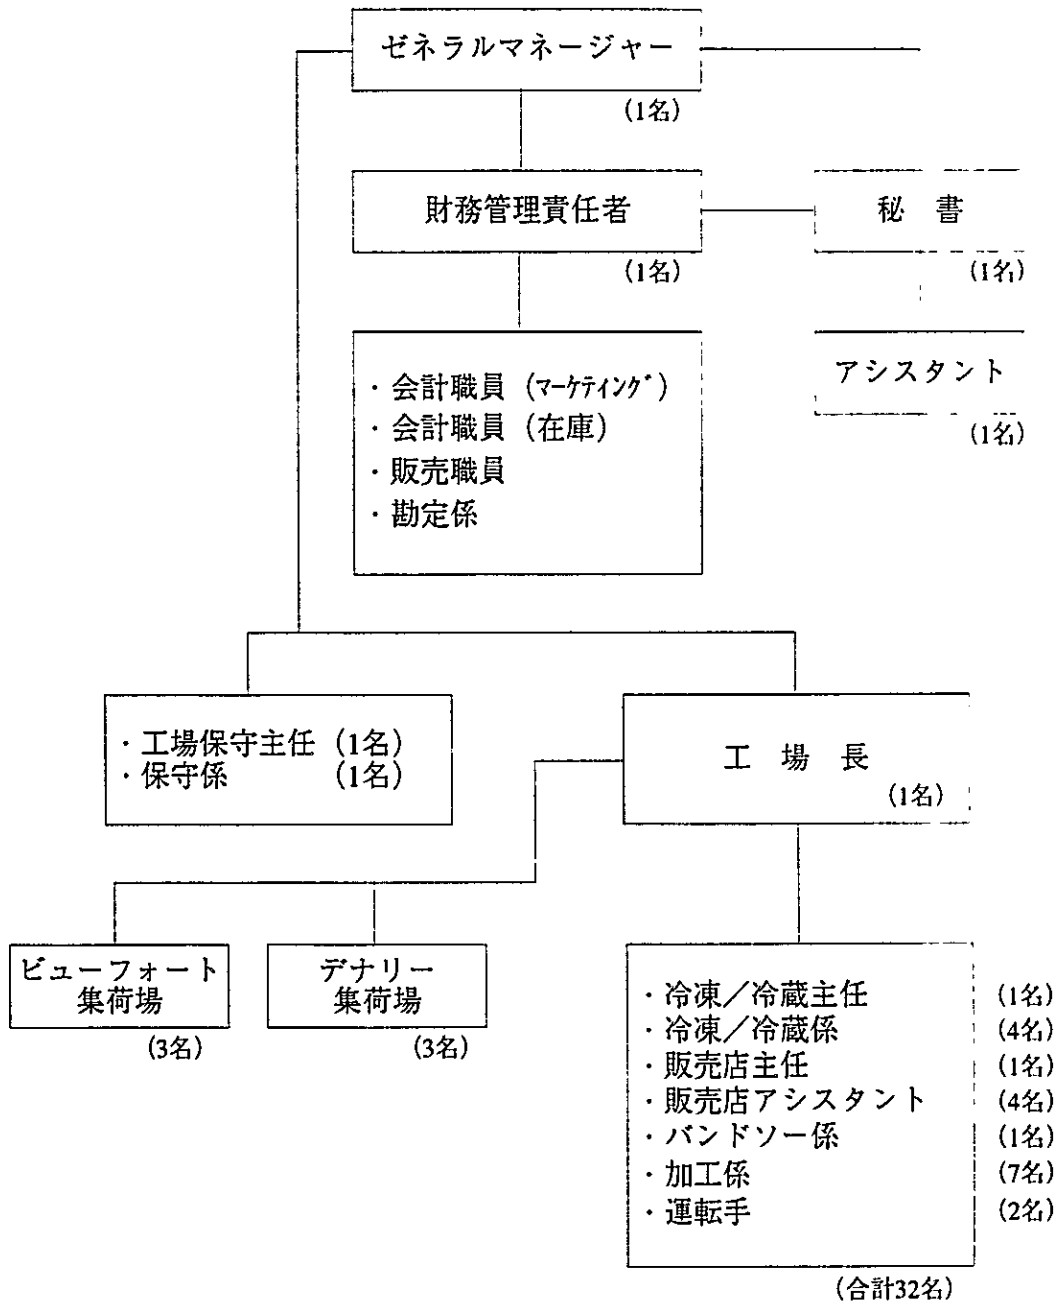 ゼネラルマネージャー
(1名)
財務管理責任者
(1名)
秘 書
(1名)
・会計職員 (マーケティング)
・会計職員 (在庫)
・販売職員
・勘定係
アシスタント
(1名)
・工場保守主任 (1名)
・保守係 (1名)
工 場 長
(1名)
ビューフォート
集荷場
(3名)
デナリー
集荷場
(3名)
・冷凍／冷蔵主任 (1名)
・冷凍／冷蔵係 (4名)
・販売店主任 (1名)
・販売店アシスタント (4名)
・バンドソー係 (1名)
・加工係 (7名)
・運転手 (2名)
(合計32名)